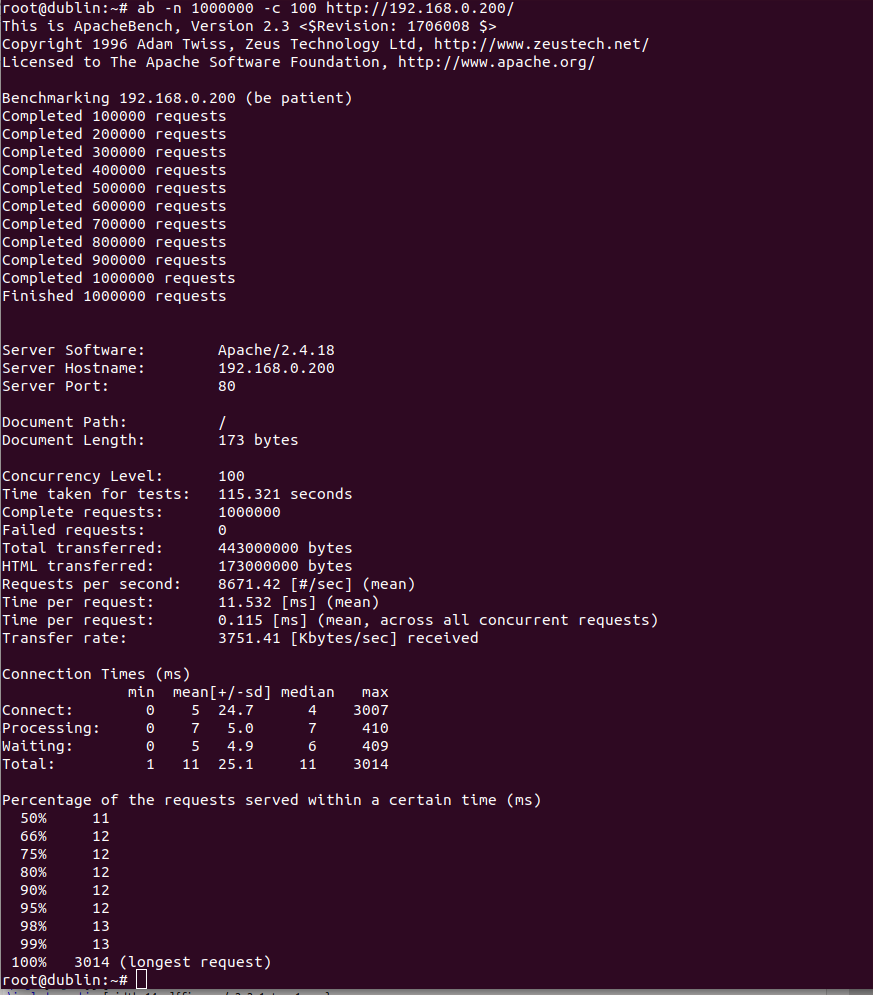 root@dublin:~# ab -n 1000000 -c 100 http://192.168.0.200/
This is ApacheBench, Version 2.3 <$Revision: 1706008 $>
Copyright 1996 Adam Twiss, Zeus Technology Ltd, http://www.zeustech.net/
Licensed to The Apache Software Foundation, http://www.apache.org/

Benchmarking 192.168.0.200 (be patient)
Completed 100000 requests
Completed 200000 requests
Completed 300000 requests
Completed 400000 requests
Completed 500000 requests
Completed 600000 requests
Completed 700000 requests
Completed 800000 requests
Completed 900000 requests
Completed 1000000 requests
Finished 1000000 requests


Server Software:        Apache/2.4.18
Server Hostname:        192.168.0.200
Server Port:            80

Document Path:          /
Document Length:        173 bytes

Concurrency Level:      100
Time taken for tests:   115.321 seconds
Complete requests:      1000000
Failed requests:        0
Total transferred:      443000000 bytes
HTML transferred:       173000000 bytes
Requests per second:    8671.42 [#/sec] (mean)
Time per request:       11.532 [ms] (mean)
Time per request:       0.115 [ms] (mean, across all concurrent requests)
Transfer rate:          3751.41 [Kbytes/sec] received

Connection Times (ms)
              min  mean[+/-sd] median   max
Connect:        0    5  24.7      4    3007
Processing:     0    7   5.0      7     410
Waiting:        0    5   4.9      6     409
Total:          1   11  25.1     11    3014

Percentage of the requests served within a certain time (ms)
  50%     11
  66%     12
  75%     12
  80%     12
  90%     12
  95%     12
  98%     13
  99%     13
 100%   3014 (longest request)
root@dublin:~#